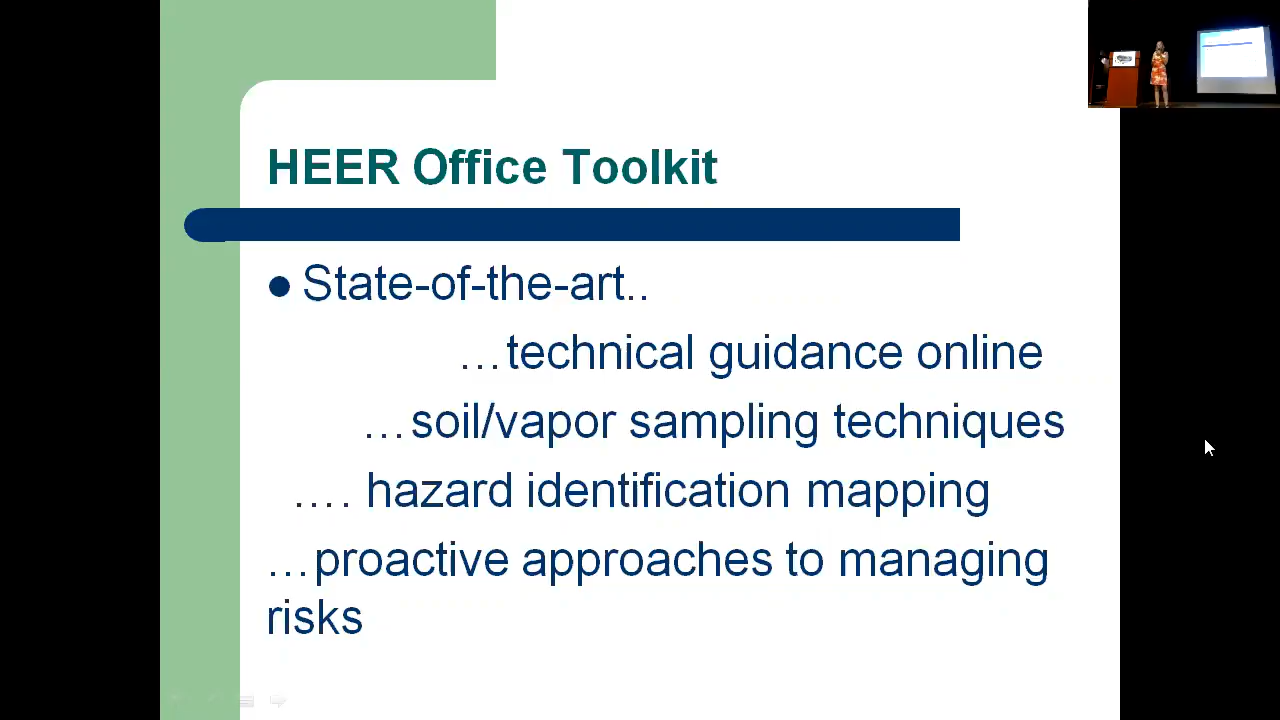 HEER Office Toolkit
● State-of-the-art..
…technical guidance online
…soil/vapor sampling techniques
…. hazard identification mapping
…proactive approaches to managing
risks